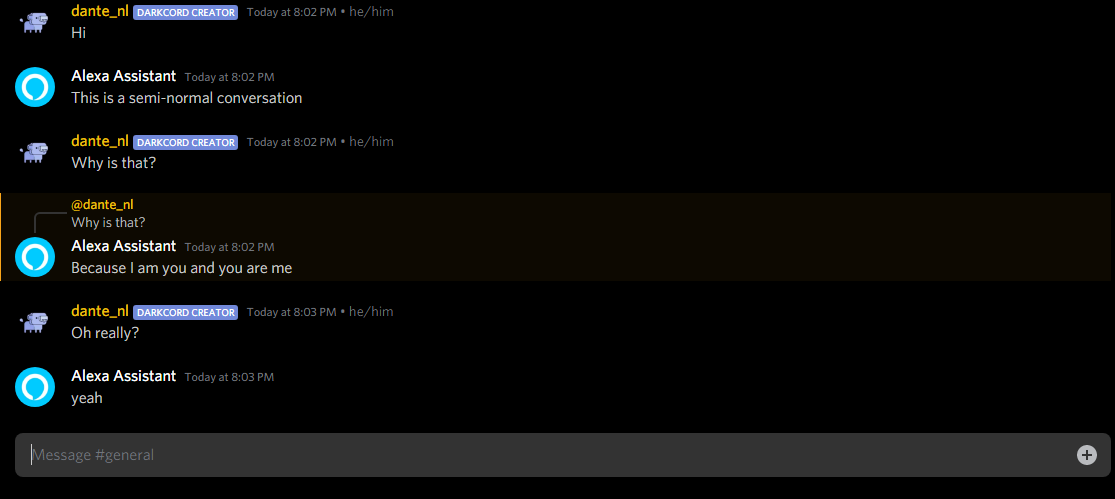 dante_nl DARKCORD CREATOR Today at 8:02 PM • he/him
Hi
Alexa Assistant Today at 8:02 PM
This is a semi-normal conversation
dante_nl DARKCORD CREATOR Today at 8:02 PM • he/him
Why is that?
@dante_nl
Why is that?
Alexa Assistant Today at 8:02 PM
Because I am you and you are me
dante_nl DARKCORD CREATOR Today at 8:03 PM • he/him
Oh really?
Alexa Assistant Today at 8:03 PM
yeah
Message #general